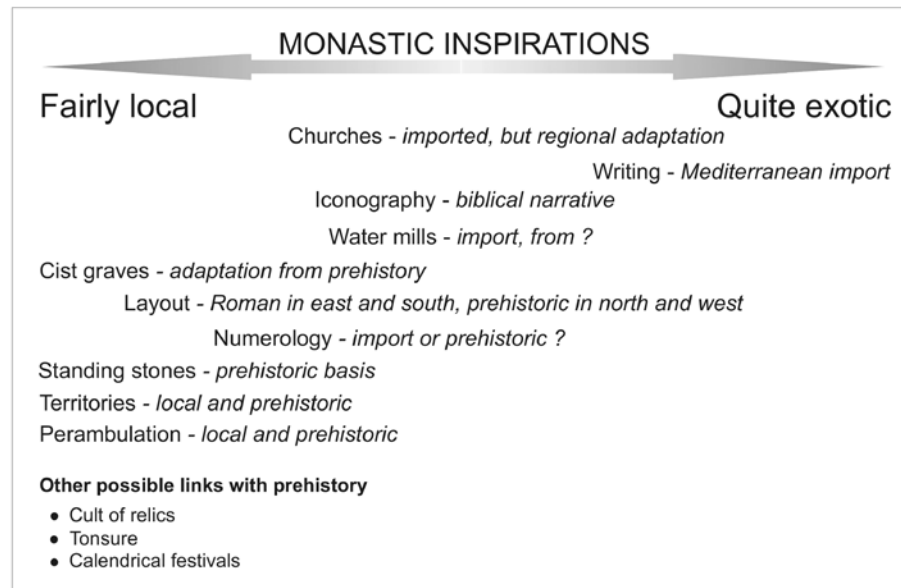 MONASTIC INSPIRATIONS
Fairly local
Quite exotic
Churches - imported, but regional adaptation
Writing - Mediterranean import
Iconography - biblical narrative
Water mills - import, from ?
Cist graves - adaptation from prehistory
Layout - Roman in east and south, prehistoric in north and west
Numerology - import or prehistoric ?
Standing stones - prehistoric basis
Territories - local and prehistoric
Perambulation - local and prehistoric
Other possible links with prehistory
● Cult of relics
● Tonsure
● Calendrical festivals